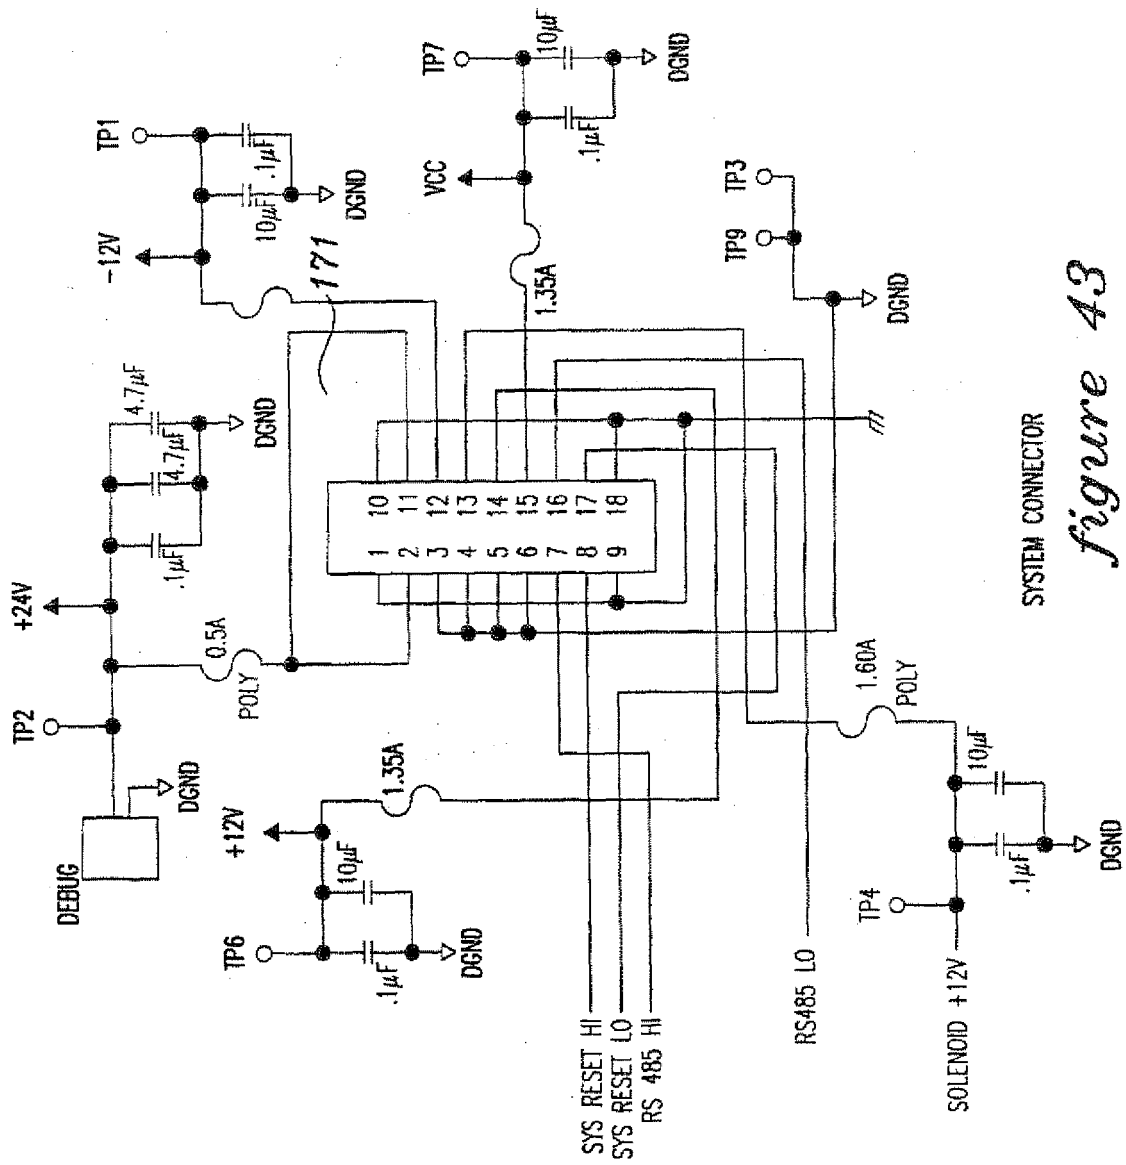 DEBUG
DGND
TP2
+24V
0.5A
POLY
.1µF
4.7µF
4.7µF
DGND
-12V
TP1
10µF
.1µF
DGND
171
TP6
+12V
.1µF
10µF
DGND
1.35A
1 10
2 11
3 12
4 13
5 14
6 15
7 16
8 17
9 18
VCC
TP7
1.35A
.1µF
10µF
DGND
TP9
TP3
DGND
SYS RESET HI
SYS RESET LO
RS 485 HI
RS485 LO
SOLENOID +12V
TP4
1.60A
POLY
.1µF
10µF
DGND
SYSTEM CONNECTOR
figure 43